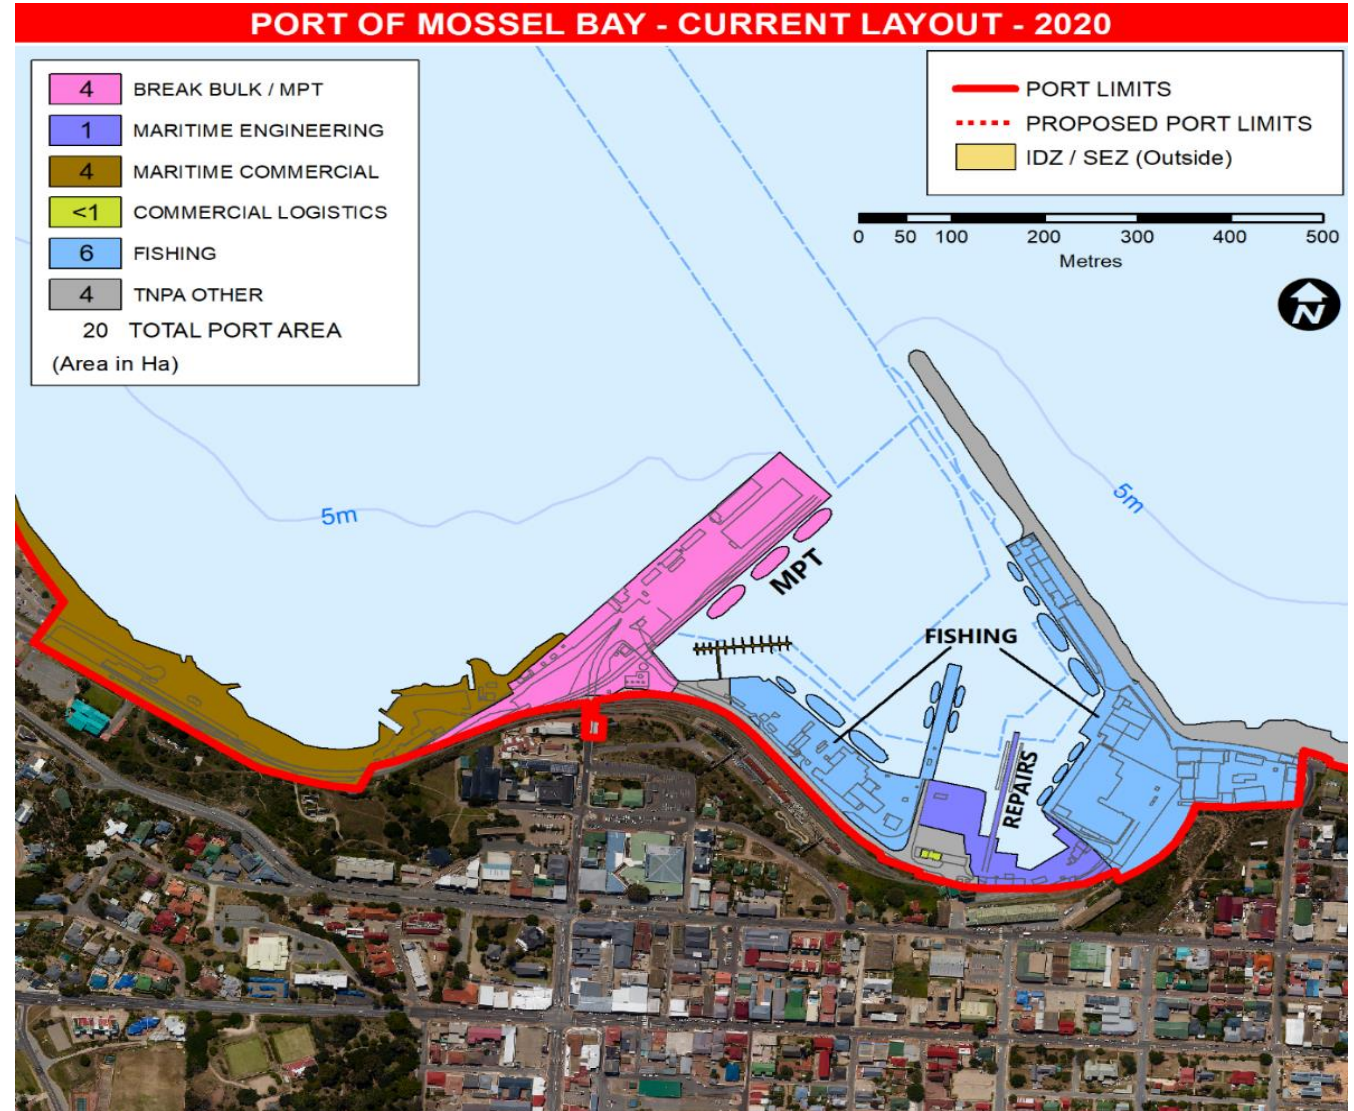 PORT OF MOSSEL BAY - CURRENT LAYOUT - 2020
4 BREAK BULK / MPT
1 MARITIME ENGINEERING
4 MARITIME COMMERCIAL
<1 COMMERCIAL LOGISTICS
6 FISHING
4 TNPA OTHER
20 TOTAL PORT AREA
(Area in Ha)
PORT LIMITS
PROPOSED PORT LIMITS
IDZ / SEZ (Outside)
0 50 100 200 300 400 500
Metres
N
5m
5m
MPT
FISHING
REPAIRS